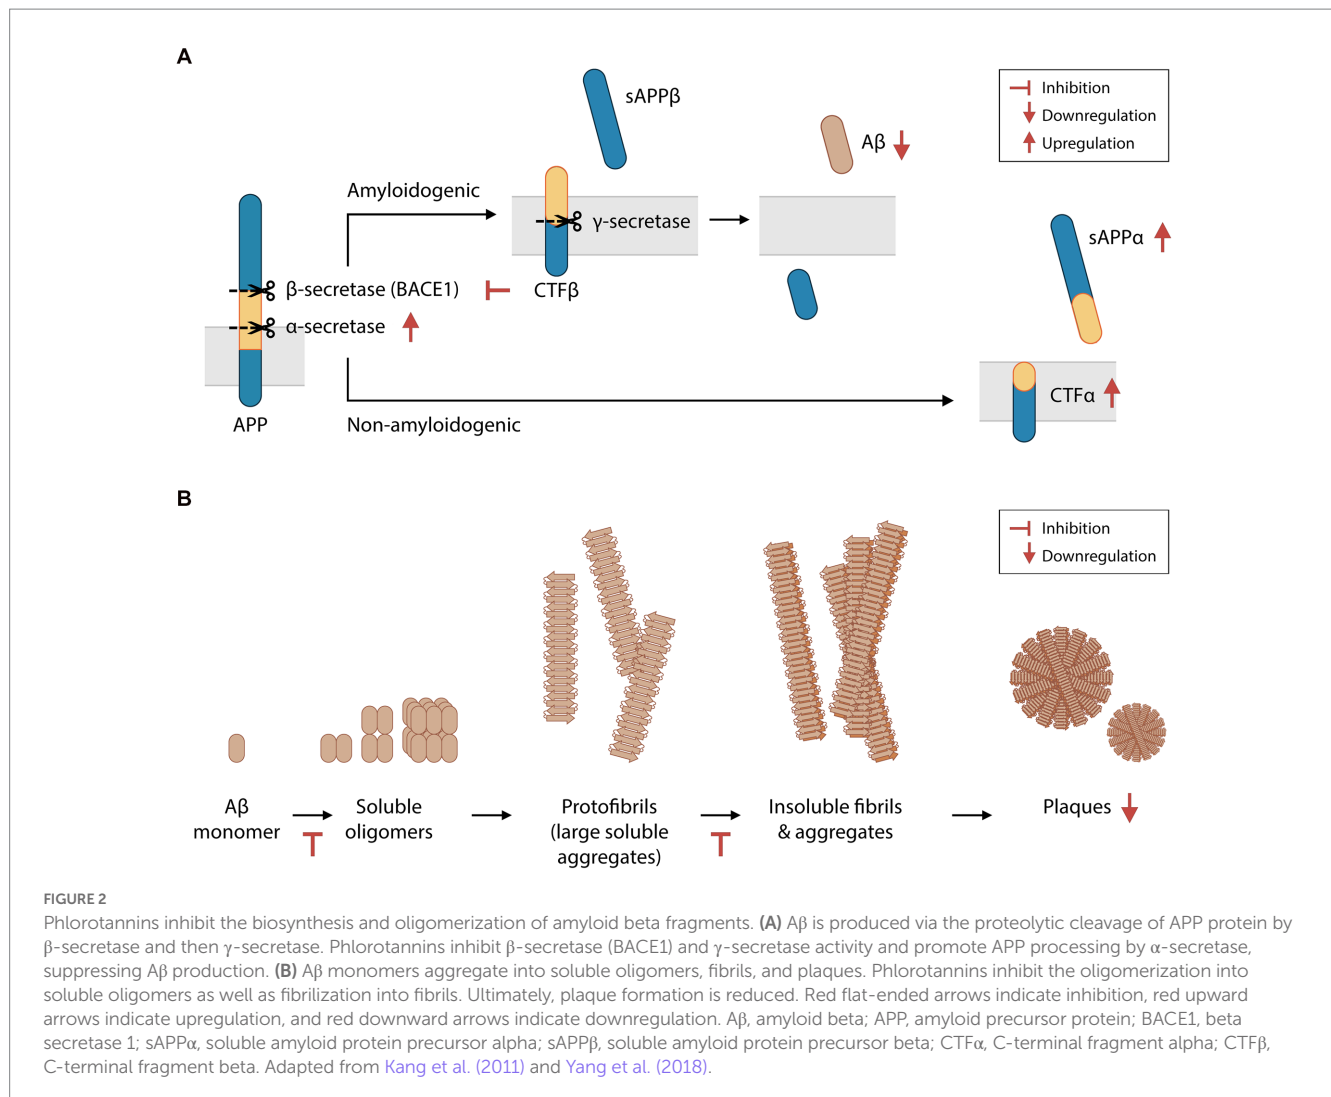 A
sAPPβ
Inhibition
Downregulation
Upregulation
Aβ
Amyloidogenic
γ-secretase
sAPPα
β-secretase (BACE1)
CTFβ
α-secretase
CTFα
APP
Non-amyloidogenic
B
Inhibition
Downregulation
Aβ
monomer
Soluble
oligomers
Protofibrils
(large soluble
aggregates)
Insoluble fibrils
& aggregates
Plaques
FIGURE 2
Phlorotannins inhibit the biosynthesis and oligomerization of amyloid beta fragments. (A) Aβ is produced via the proteolytic cleavage of APP protein by
β-secretase and then γ-secretase. Phlorotannins inhibit β-secretase (BACE1) and γ-secretase activity and promote APP processing by α-secretase,
suppressing Aβ production. (B) Aβ monomers aggregate into soluble oligomers, fibrils, and plaques. Phlorotannins inhibit the oligomerization into
soluble oligomers as well as fibrilization into fibrils. Ultimately, plaque formation is reduced. Red flat-ended arrows indicate inhibition, red upward
arrows indicate upregulation, and red downward arrows indicate downregulation. Aβ, amyloid beta; APP, amyloid precursor protein; BACE1, beta
secretase 1; sAPPα, soluble amyloid protein precursor alpha; sAPPβ, soluble amyloid protein precursor beta; CTFα, C-terminal fragment alpha; CTFβ,
C-terminal fragment beta. Adapted from Kang et al. (2011) and Yang et al. (2018).